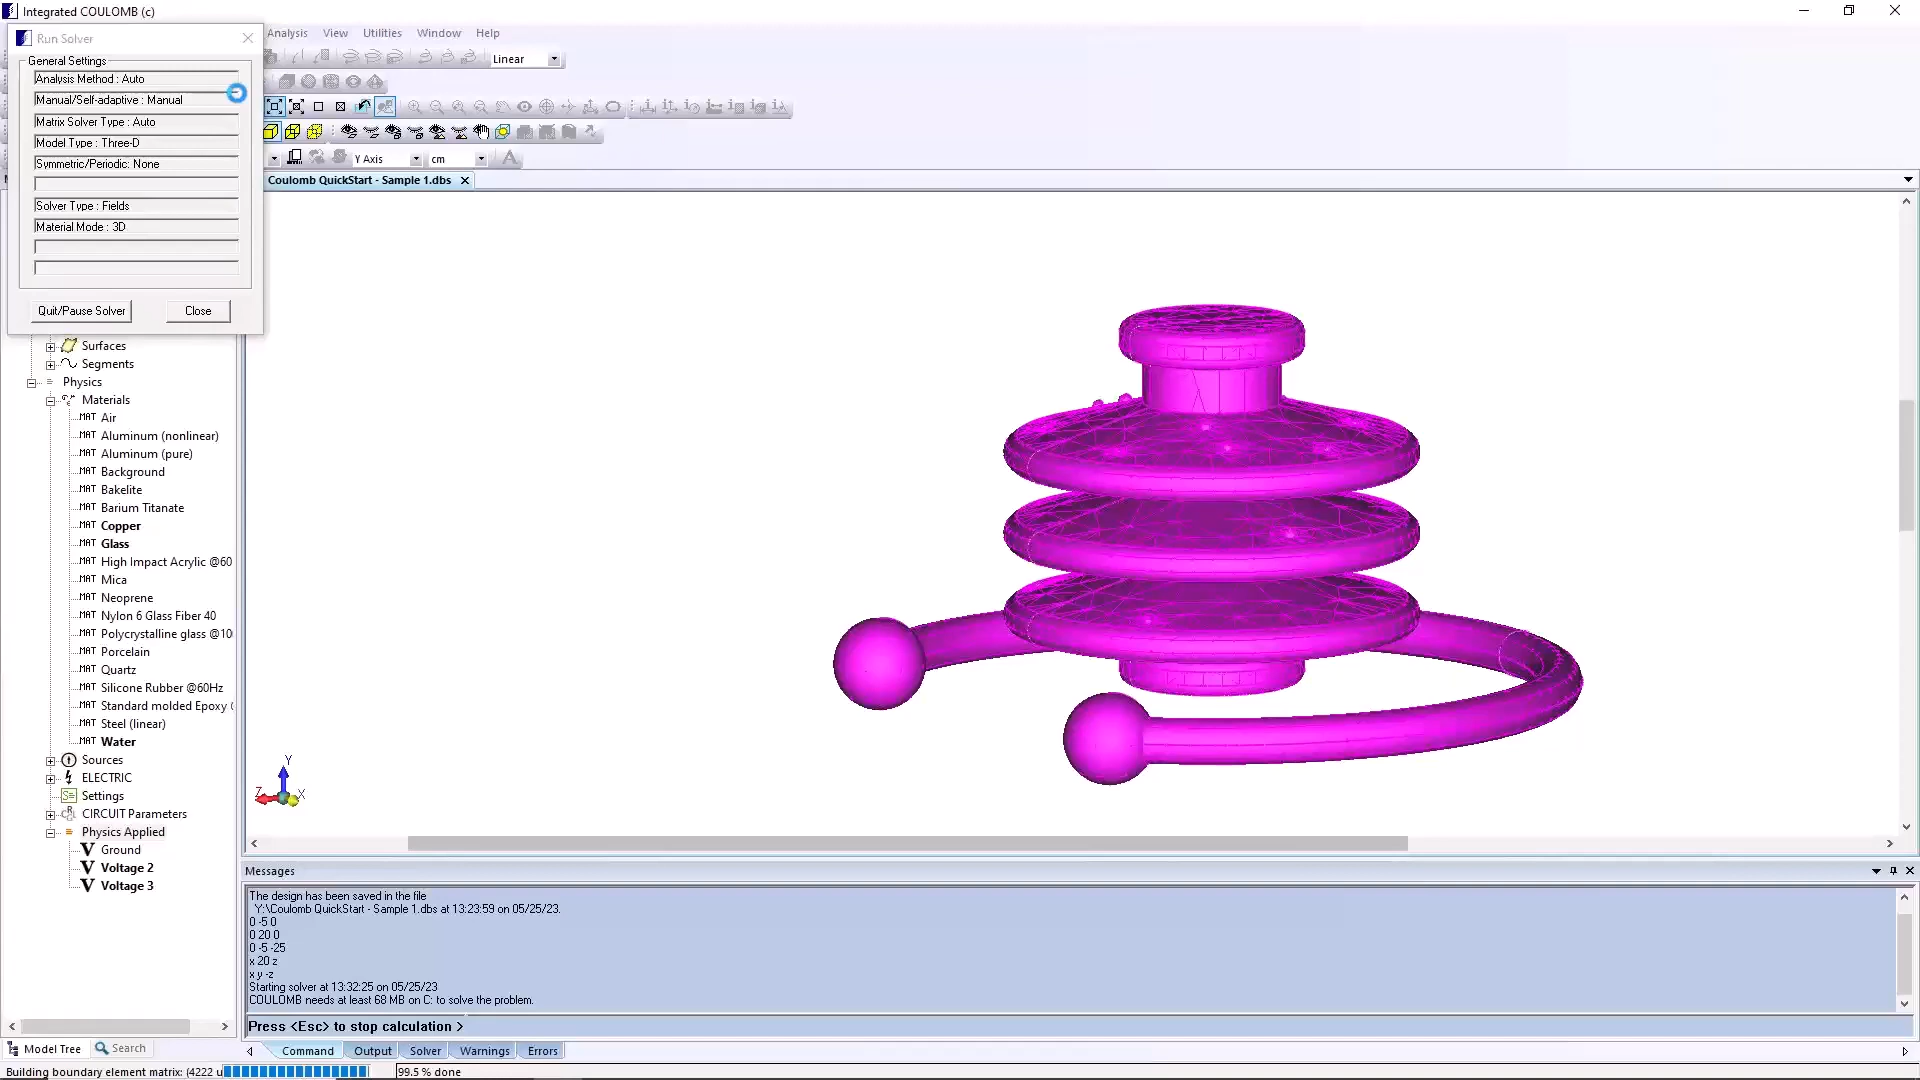 Integrated COULOMB (c)
Run Solver
Analysis View Utilities Window Help
General Settings
Linear
Analysis Method : Auto
Manual/Self-adaptive : Manual
Matrix Solver Type : Auto
Model Type : Three-D
Symmetric/Periodic: None
Y Axis cm
Coulomb QuickStart - Sample 1.dbs
Solver Type : Fields
Material Mode : 3D
Quit/Pause Solver Close
Surfaces
Segments
Physics
Materials
MAT Air
MAT Aluminum (nonlinear)
MAT Aluminum (pure)
MAT Background
MAT Bakelite
MAT Barium Titanate
MAT Copper
MAT Glass
MAT High Impact Acrylic @60
MAT Mica
MAT Neoprene
MAT Nylon 6 Glass Fiber 40
MAT Polycrystalline glass @10
MAT Porcelain
MAT Quartz
MAT Silicone Rubber @60Hz
MAT Standard molded Epoxy (
MAT Steel (linear)
MAT Water
Sources
ELECTRIC
Settings
CIRCUIT Parameters
Physics Applied
V Ground
V Voltage 2
V Voltage 3
Y
Z X
Messages
The design has been saved in the file
Y:\Coulomb QuickStart - Sample 1.dbs at 13:23:59 on 05/25/23.
0 -5 0
0 20 0
0 -5 -25
x 20 z
x y -z
Starting solver at 13:32:25 on 05/25/23
COULOMB needs at least 68 MB on C: to solve the problem.
Press <Esc> to stop calculation >
Model Tree Search
Command Output Solver Warnings Errors
Building boundary element matrix: (4222 u
99.5 % done